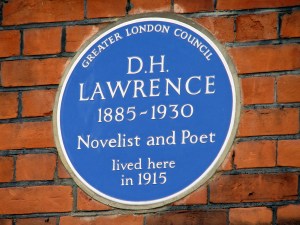 GREATER LONDON COUNCIL
D.H.
LAWRENCE
1885-1930
Novelist and Poet
lived here
in 1915